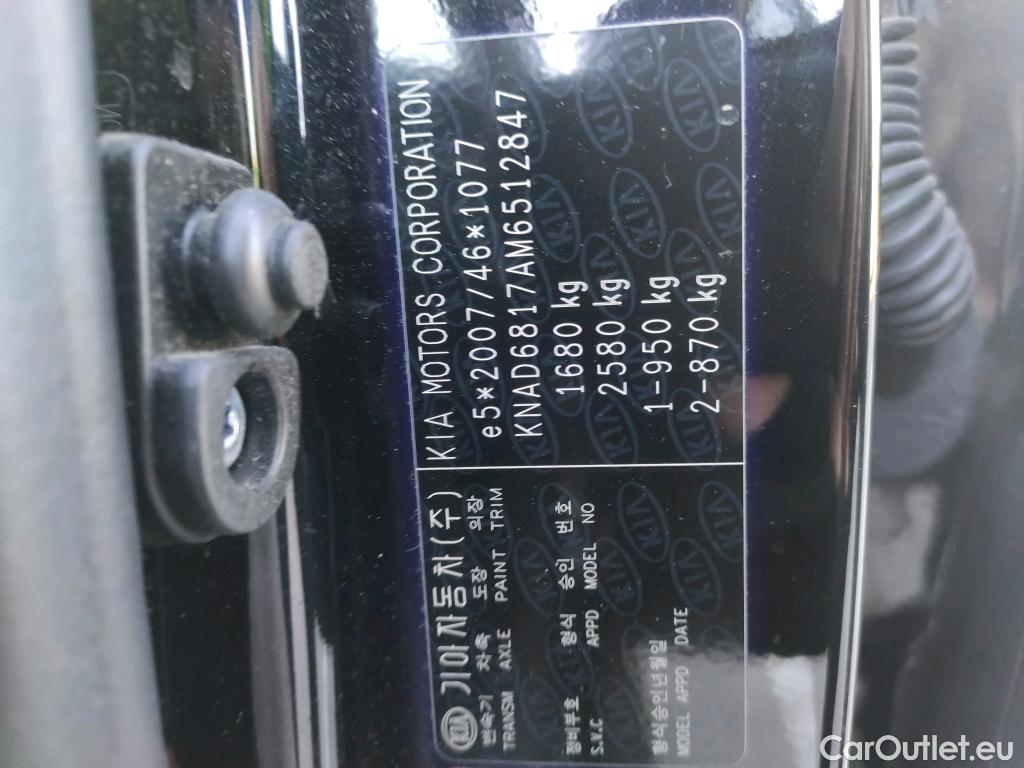 KIA 기아자동차(주) KIA MOTORS CORPORATION
변속기 차축 도장 의장
TRANSM AXLE PAINT TRIM
e5*2007/46*1077
KNAD6817AM6512847
정비부호 형식 승인 번호
S.V.C APPD MODEL NO
1680 kg
2580 kg
형식승인년월일
MODEL APPD DATE
1-950 kg
2-870 kg
CarOutlet.eu